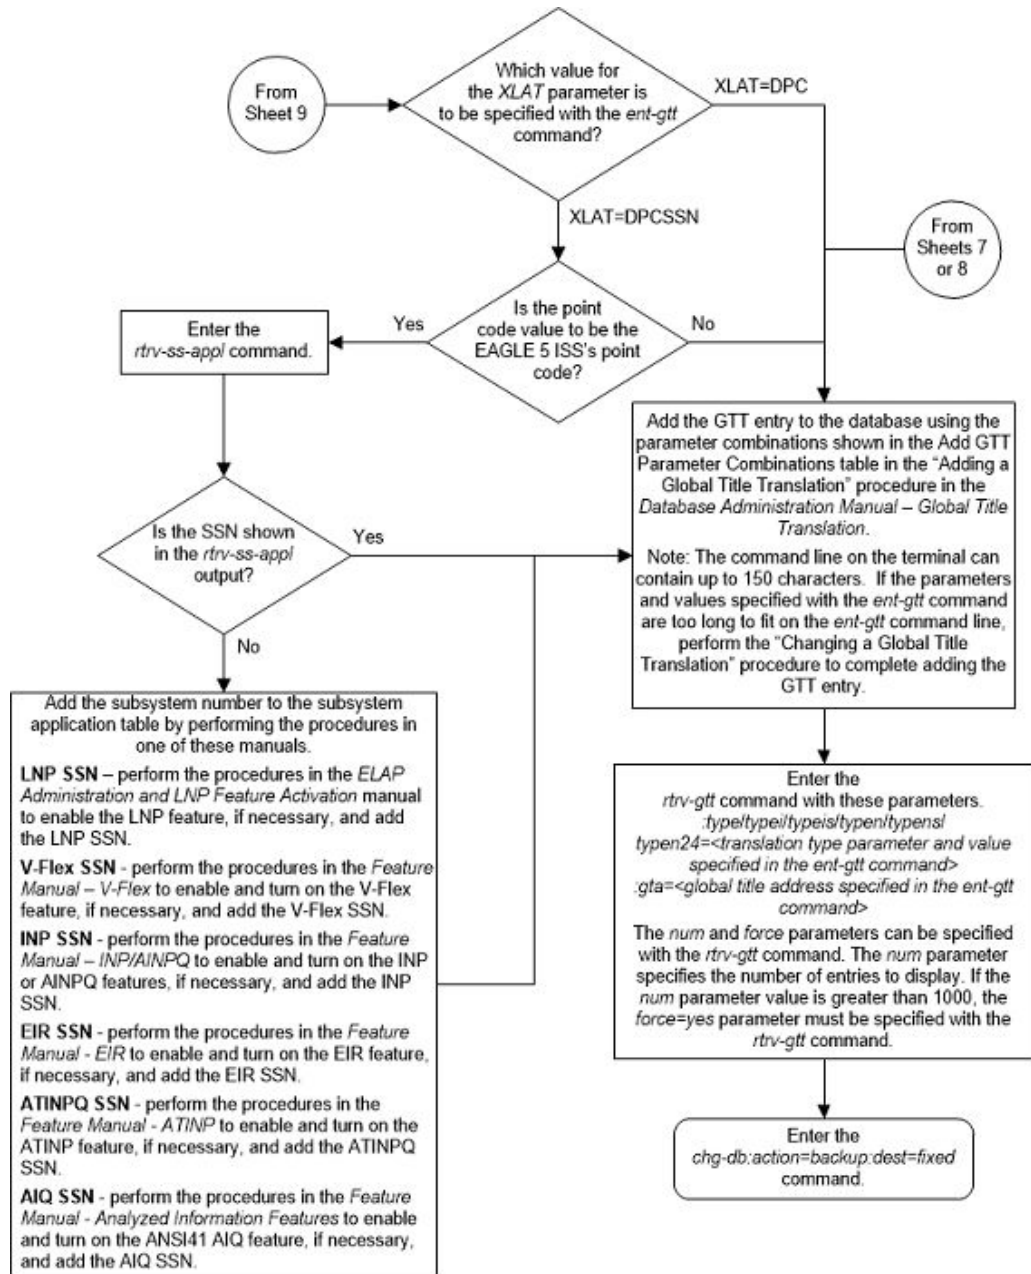 From
Sheet 9
Which value for
the XLAT parameter is
to be specified with the ent-gtt
command?
XLAT=DPC
XLAT=DPCSSN
From
Sheets 7
or 8
Is the point
code value to be the
EAGLE 5 ISS's point
code?
Yes
No
Enter the
rtrv-ss-appl command.
Is the SSN shown
in the rtrv-ss-appl
output?
Yes
No
Add the GTT entry to the database using the
parameter combinations shown in the Add GTT
Parameter Combinations table in the “Adding a
Global Title Translation” procedure in the
Database Administration Manual – Global Title
Translation.
Note: The command line on the terminal can
contain up to 150 characters. If the parameters
and values specified with the ent-gtt command
are too long to fit on the ent-gtt command line,
perform the “Changing a Global Title
Translation” procedure to complete adding the
GTT entry.
Add the subsystem number to the subsystem
application table by performing the procedures in
one of these manuals.
LNP SSN – perform the procedures in the ELAP
Administration and LNP Feature Activation manual
to enable the LNP feature, if necessary, and add
the LNP SSN.
V-Flex SSN - perform the procedures in the Feature
Manual – V-Flex to enable and turn on the V-Flex
feature, if necessary, and add the V-Flex SSN.
INP SSN - perform the procedures in the Feature
Manual – INP/AINPQ to enable and turn on the INP
or AINPQ features, if necessary, and add the INP
SSN.
EIR SSN - perform the procedures in the Feature
Manual - EIR to enable and turn on the EIR feature,
if necessary, and add the EIR SSN.
ATINPQ SSN - perform the procedures in the
Feature Manual - ATINP to enable and turn on the
ATINP feature, if necessary, and add the ATINPQ
SSN.
AIQ SSN - perform the procedures in the Feature
Manual - Analyzed Information Features to enable
and turn on the ANSI41 AIQ feature, if necessary,
and add the AIQ SSN.
Enter the
rtrv-gtt command with these parameters.
:type/typei/typeis/typen/typens/
typen24=<translation type parameter and value
specified in the ent-gtt command>
:gta=<global title address specified in the ent-gtt
command>
The num and force parameters can be specified
with the rtrv-gtt command. The num parameter
specifies the number of entries to display. If the
num parameter value is greater than 1000, the
force=yes parameter must be specified with the
rtrv-gtt command.
Enter the
chg-db:action=backup:dest=fixed
command.